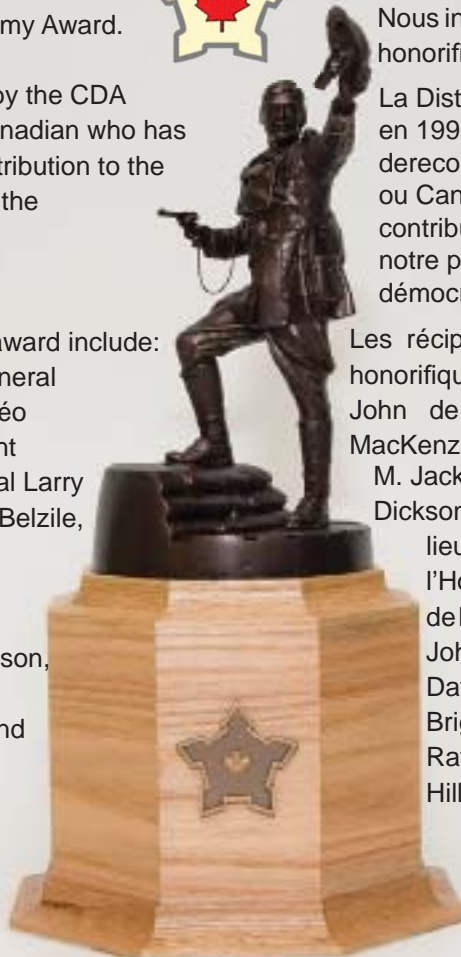 my Award.
by the CDA
nadian who has
tribution to the
the
award include:
neral
éo
nt
al Larry
Belzile,
son,
nd
Nous in
honorifi
La Dist
en 199
dereco
ou Can
contribu
notre p
démocr
Les récip
honorifiqu
John de
MacKenz
M. Jack
Dickson
lieu
l'Ho
de l
Joh
Da
Brig
Ra
Hill